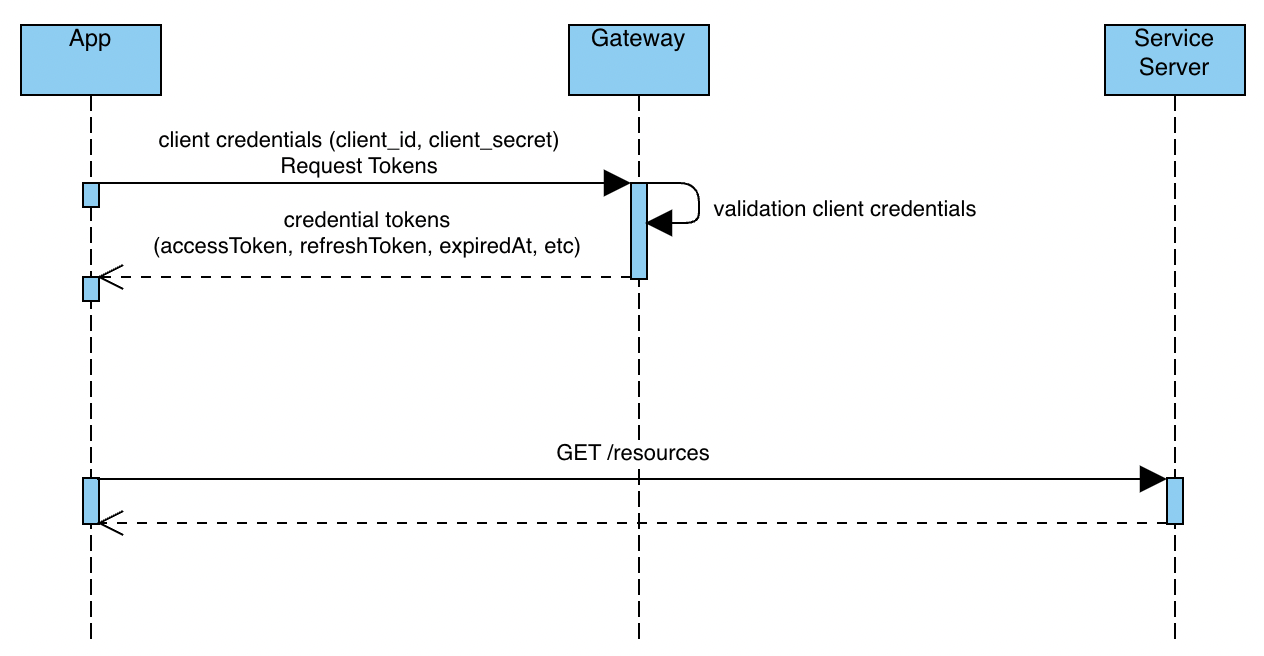 App
Gateway
Service
Server
client credentials (client_id, client_secret)
Request Tokens
validation client credentials
credential tokens
(accessToken, refreshToken, expiredAt, etc)
GET /resources